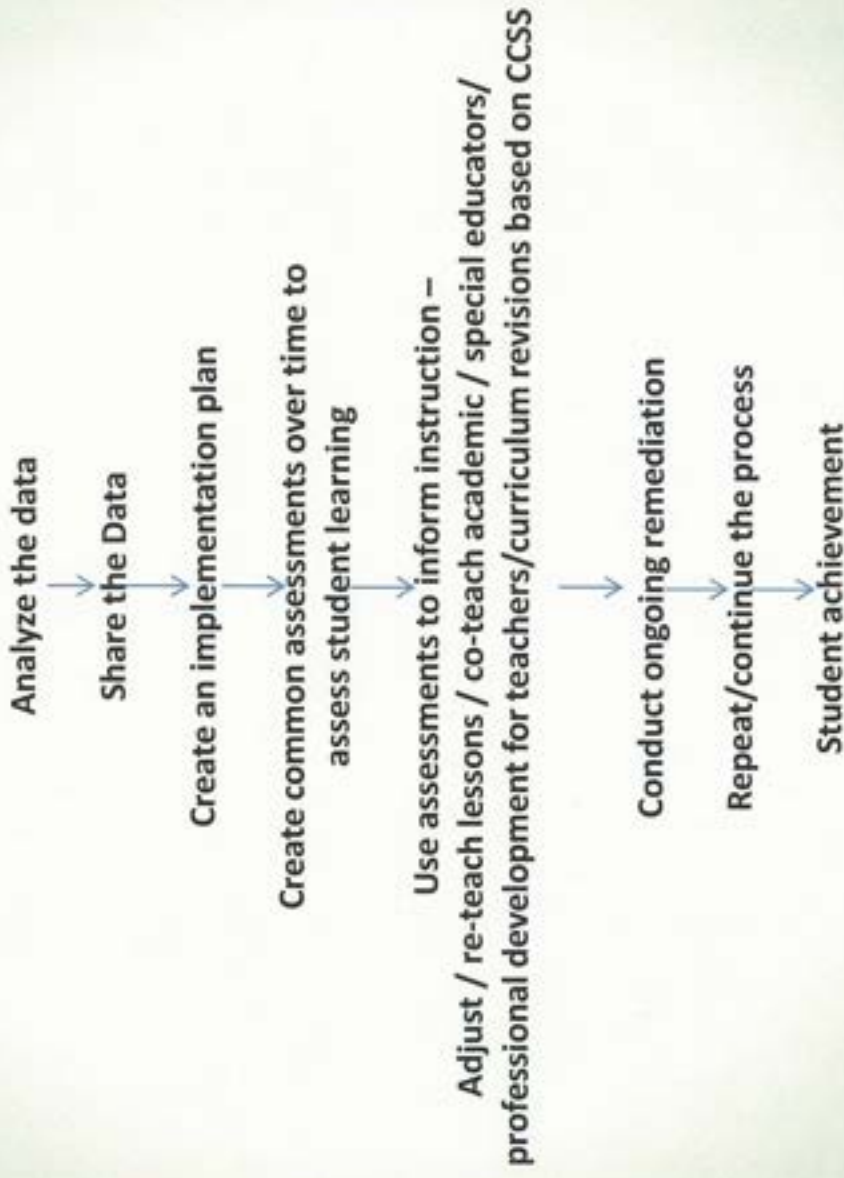 Analyze the data
Share the Data
Create an implementation plan
Create common assessments over time to
assess student learning
Use assessments to inform instruction –
Adjust / re-teach lessons / co-teach academic / special educators/
professional development for teachers/curriculum revisions based on CCSS
Conduct ongoing remediation
Repeat/continue the process
Student achievement